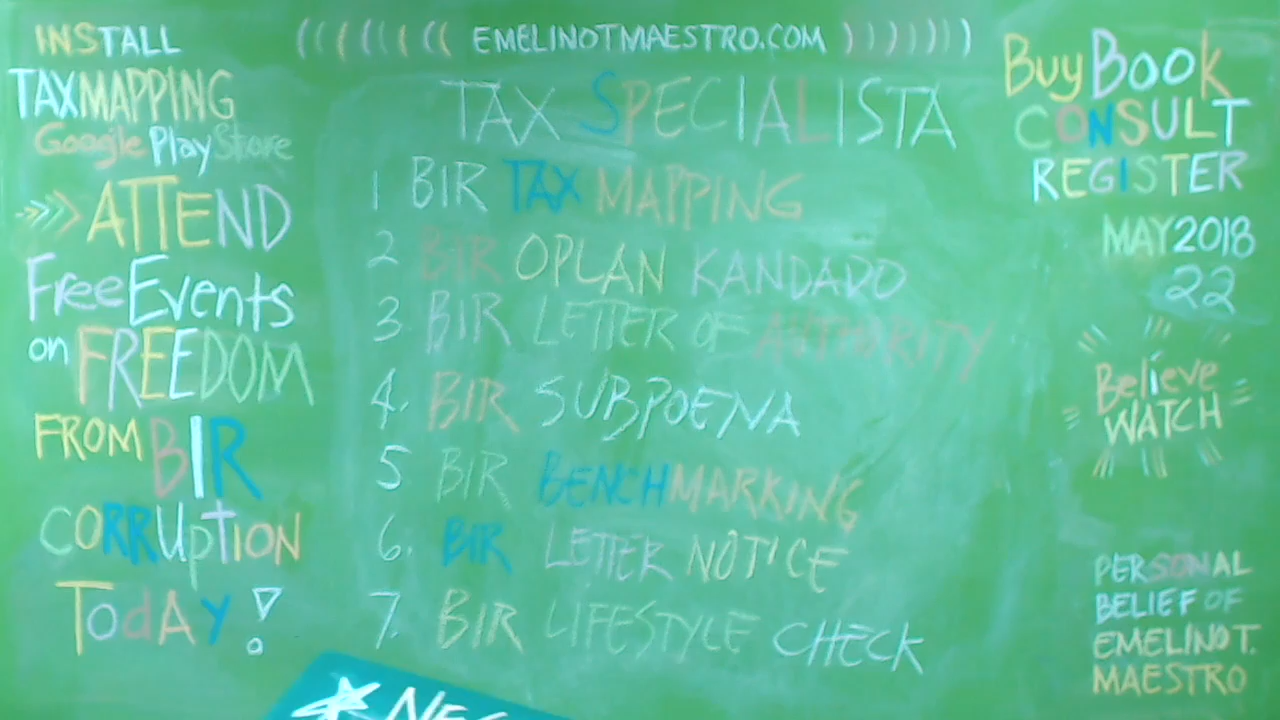 INSTALL
TAXMAPPING
Google Play Store
>>> ATTEND
Free Events
on FREEDOM
FROM BIR
CORRUPTION
TODAY!
((((((( EMELINOTMAESTRO.COM )))))))
TAX SPECIALISTA
1 BIR TAX MAPPING
2 BIR OPLAN KANDADO
3 BIR LETTER OF AUTHORITY
4. BIR SUBPOENA
5 BIR BENCHMARKING
6. BIR LETTER NOTICE
7. BIR LIFESTYLE CHECK
Buy Book
CONSULT
REGISTER
MAY 2018
22
Believe
WATCH
PERSONAL
BELIEF OF
EMELINO T.
MAESTRO